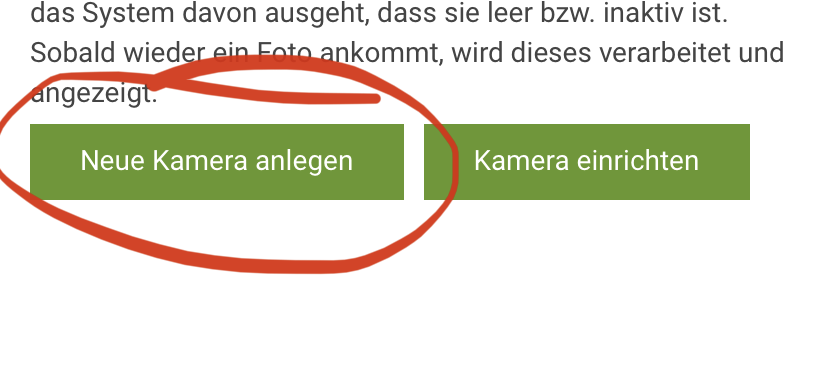 das System davon ausgeht, dass sie leer bzw. inaktiv ist.
Sobald wieder ein Foto ankommt, wird dieses verarbeitet und
angezeigt.
Neue Kamera anlegen
Kamera einrichten